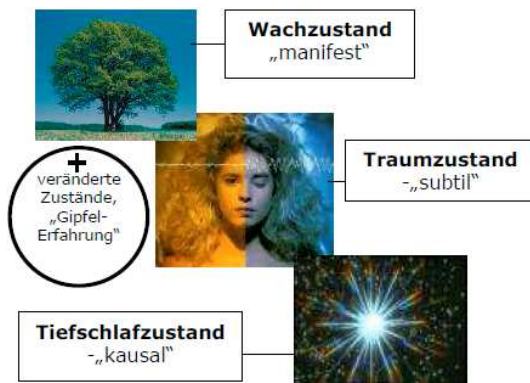 Wachzustand
„manifest“
+
veränderte
Zustände,
„Gipfel-
Erfahrung“
Traumzustand
-„subtil“
Tiefschlafzustand
-„kausal“